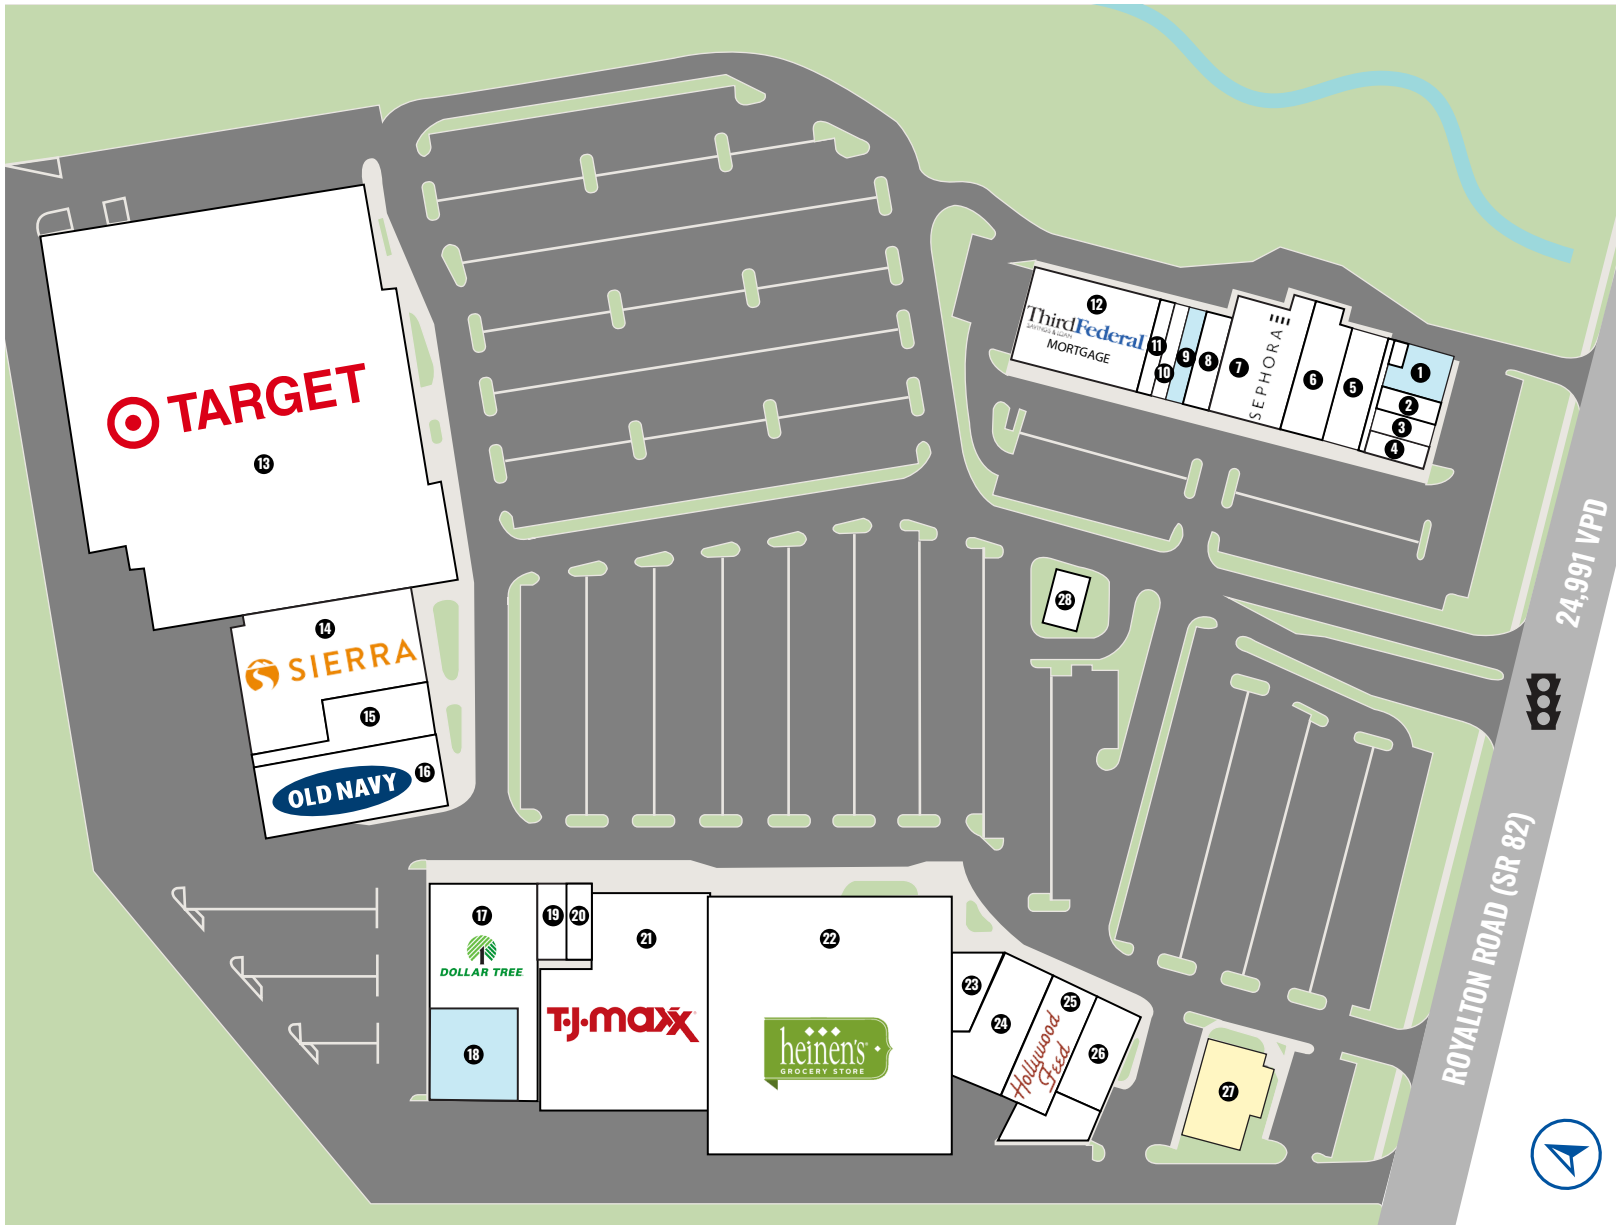 12
ThirdFederal
SAVINGS & LOAN
MORTGAGE
11
10
9
8
7
SEPHORA
6
5
1
2
3
4
TARGET
13
24,991 VPD
28
14
SIERRA
15
16
OLD NAVY
ROYALTON ROAD (SR 82)
17
DOLLAR TREE
18
19
20
21
T·J·maxx
22
heinen's
GROCERY STORE
23
24
25
Hollywood
Feed
26
27